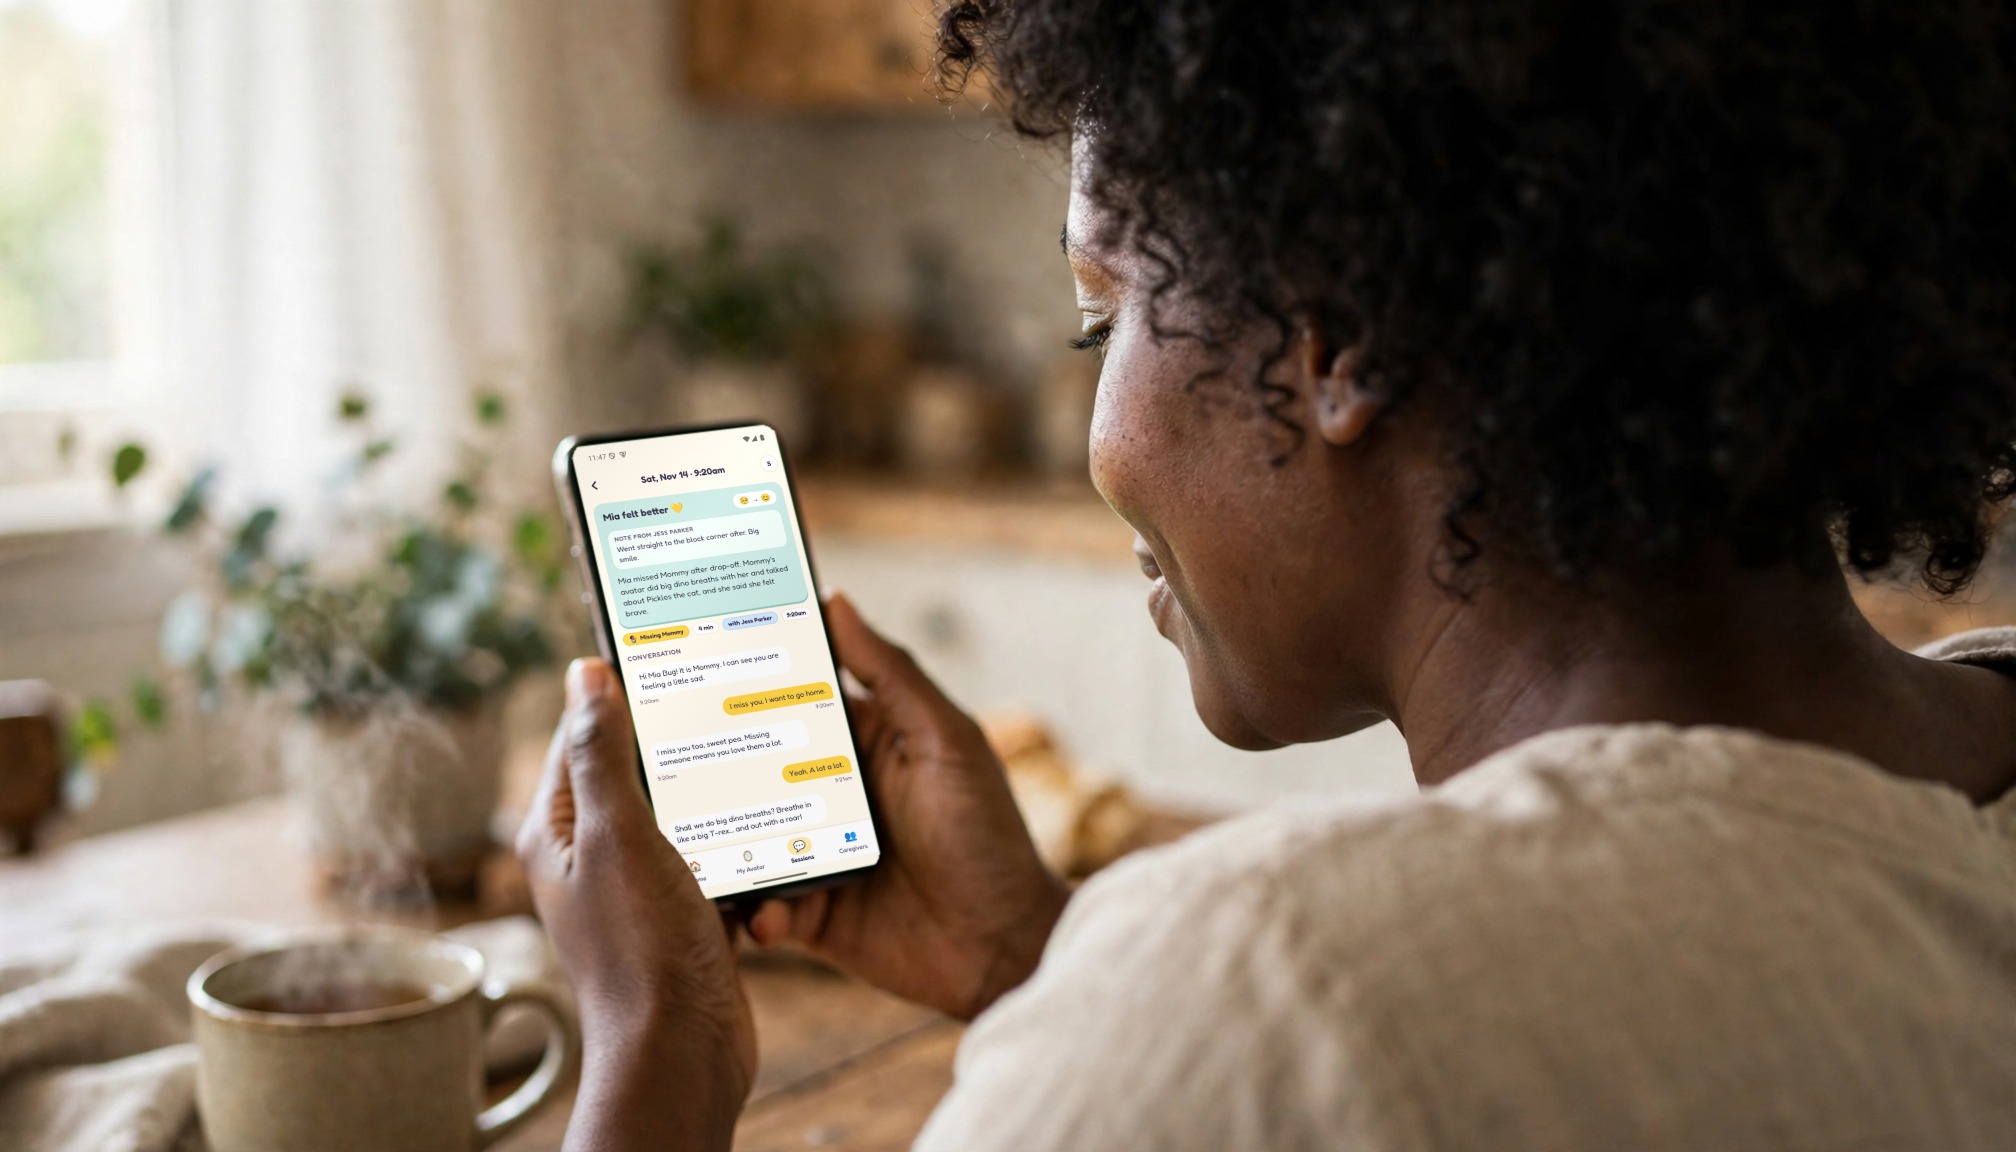 11:47
Sat, Nov 14 · 9:20am
S
Mia felt better 💛
🥺 → 😊
NOTE FROM JESS PARKER
Went straight to the block corner after. Big
smile.
Mia missed Mommy after drop-off. Mommy's
avatar did big dino breaths with her and talked
about Pickles the cat, and she said she felt
brave.
Missing Mommy
4 min
with Jess Parker
9:20am
CONVERSATION
Hi Mia Bug! It is Mommy. I can see you are
feeling a little sad.
9:20am
I miss you. I want to go home.
9:20am
I miss you too, sweet pea. Missing
someone means you love them a lot.
9:20am
Yeah. A lot a lot.
9:21am
Shall we do big dino breaths? Breathe in
like a big T-rex... and out with a roar!
My Avatar
Sessions
Caregivers